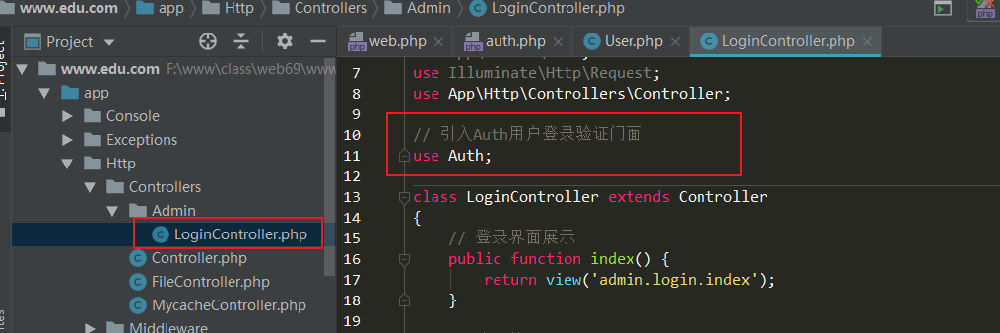 www.edu.com app Http Controllers Admin LoginController.php
Project
web.php auth.php User.php LoginController.php
www.edu.com F:\www\class\web69\www
app
Console
Exceptions
Http
Controllers
Admin
LoginController.php
Controller.php
FileController.php
MycacheController.php
Middleware
7 use Illuminate\Http\Request;
8 use App\Http\Controllers\Controller;
9
10 // 引入Auth用户登录验证门面
11 use Auth;
12
13 class LoginController extends Controller
14 {
15 // 登录界面展示
16 public function index() {
17 return view('admin.login.index');
18 }
19